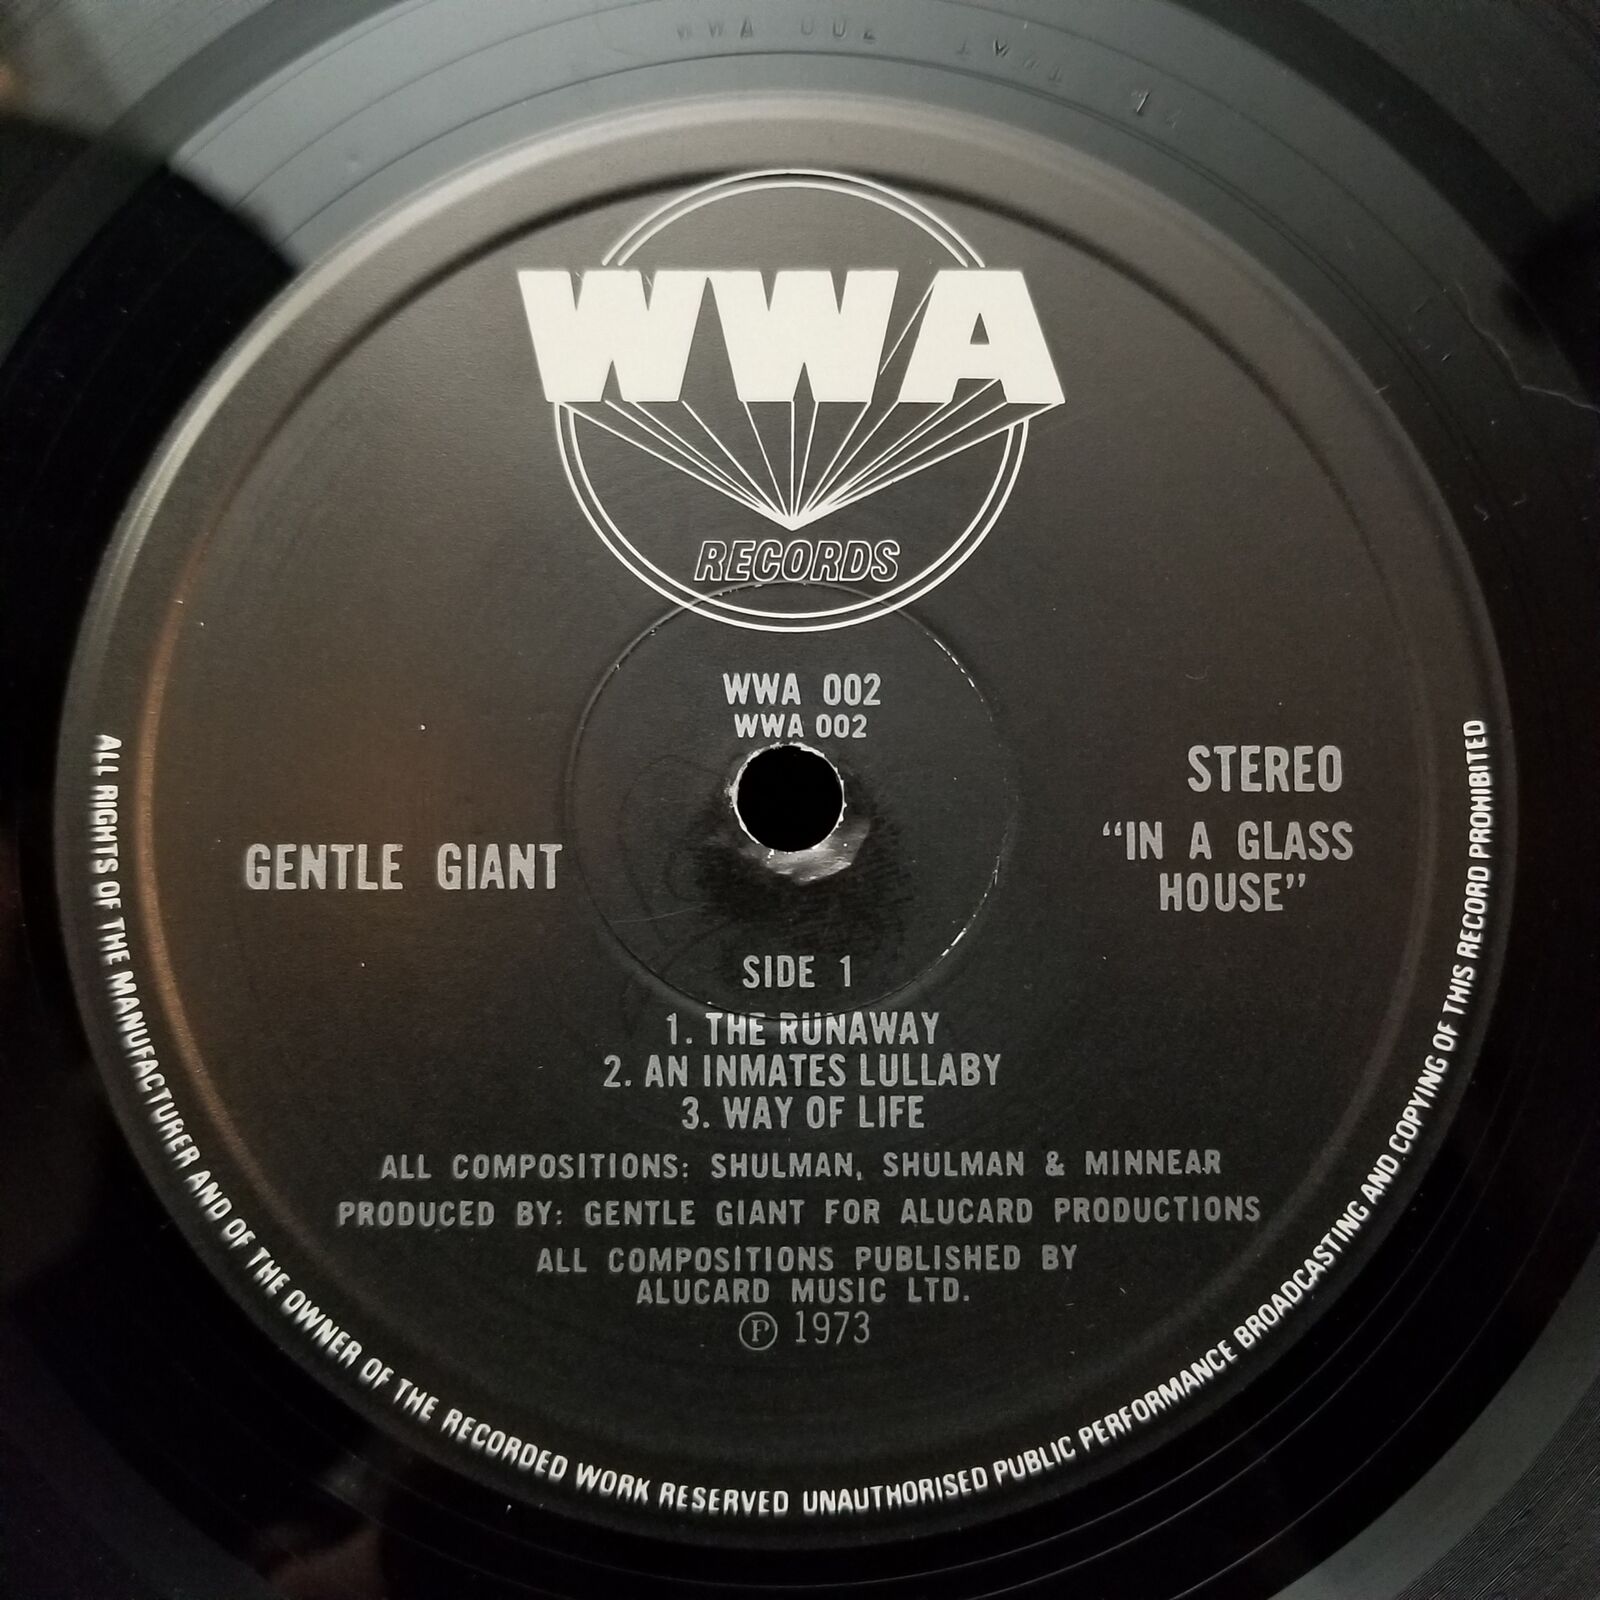 WWA 002
WWA
RECORDS
WWA 002
WWA 002
STEREO
"IN A GLASS
HOUSE"
GENTLE GIANT
SIDE 1
1. THE RUNAWAY
2. AN INMATES LULLABY
3. WAY OF LIFE
ALL COMPOSITIONS: SHULMAN, SHULMAN & MINNEAR
PRODUCED BY: GENTLE GIANT FOR ALUCARD PRODUCTIONS
ALL COMPOSITIONS PUBLISHED BY
ALUCARD MUSIC LTD.
Ⓟ 1973
ALL RIGHTS OF THE MANUFACTURER AND OF THE OWNER OF THE RECORDED WORK RESERVED UNAUTHORISED PUBLIC PERFORMANCE BROADCASTING AND COPYING OF THIS RECORD PROHIBITED